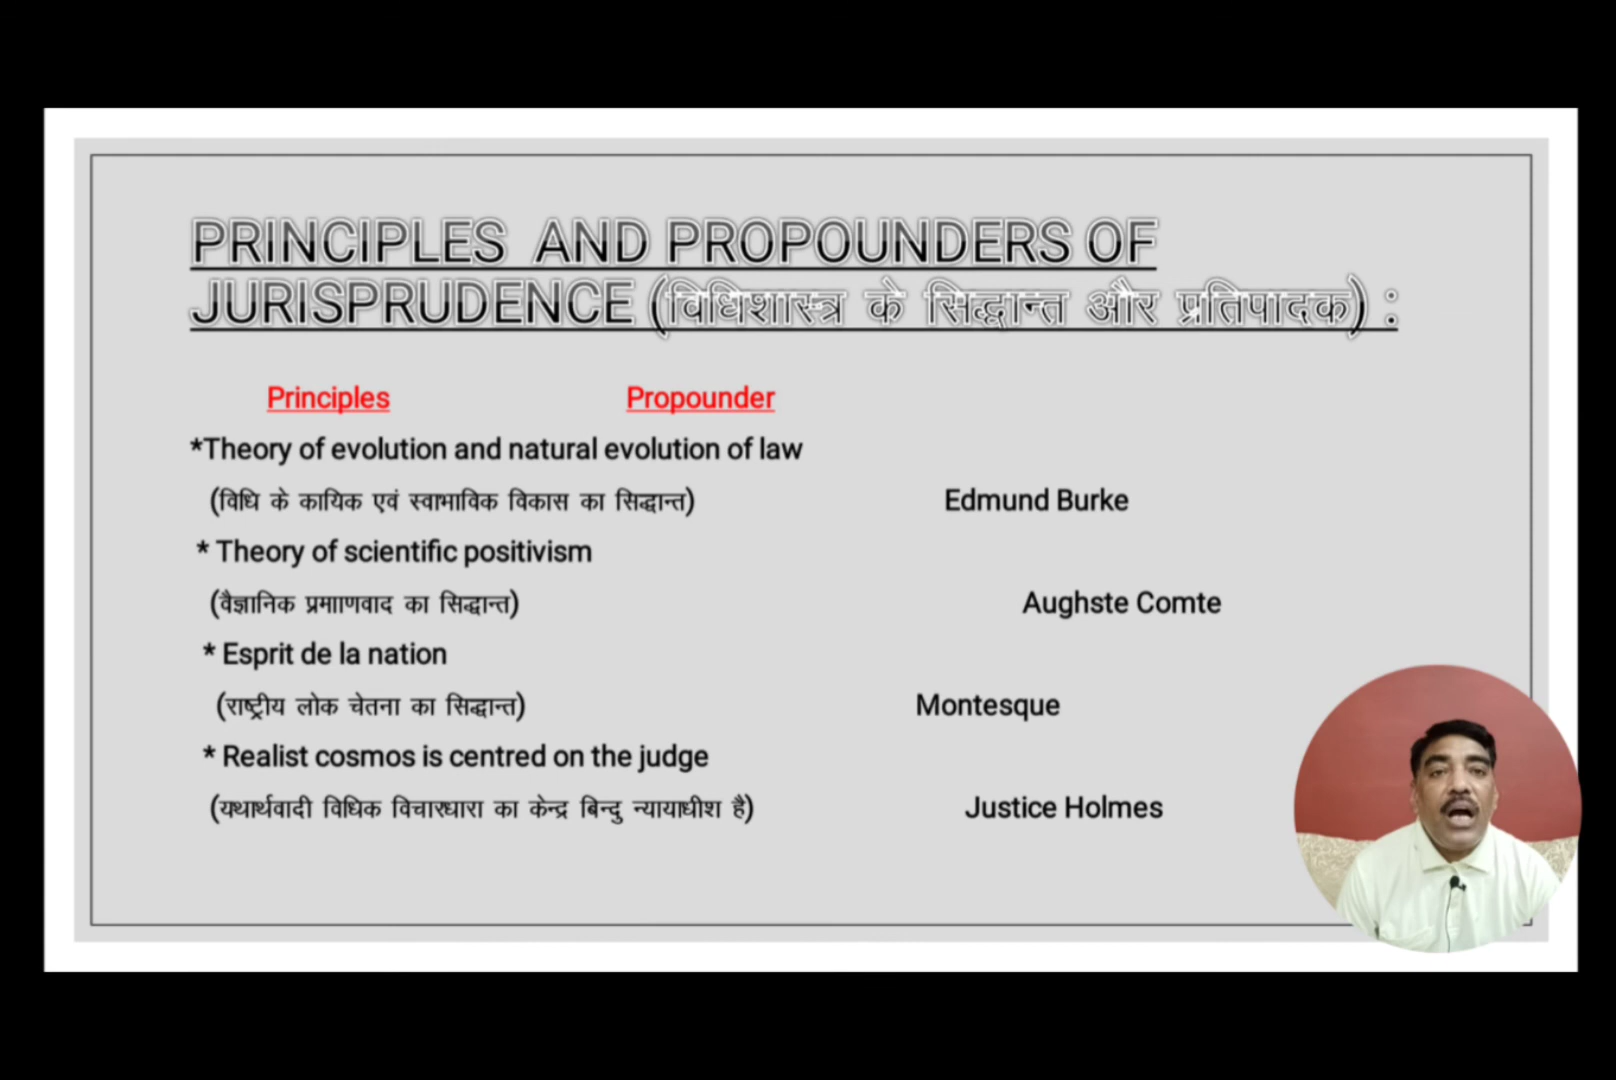 PRINCIPLES AND PROPOUNDERS OF
JURISPRUDENCE (विधिशास्त्र के सिद्धान्त और प्रतिपादक) :
Principles Propounder
*Theory of evolution and natural evolution of law
(विधि के कायिक एवं स्वाभाविक विकास का सिद्धान्त) Edmund Burke
* Theory of scientific positivism
(वैज्ञानिक प्रमााणवाद का सिद्धान्त) Aughste Comte
* Esprit de la nation
(राष्ट्रीय लोक चेतना का सिद्धान्त) Montesque
* Realist cosmos is centred on the judge
(यथार्थवादी विधिक विचारधारा का केन्द्र बिन्दु न्यायाधीश है) Justice Holmes